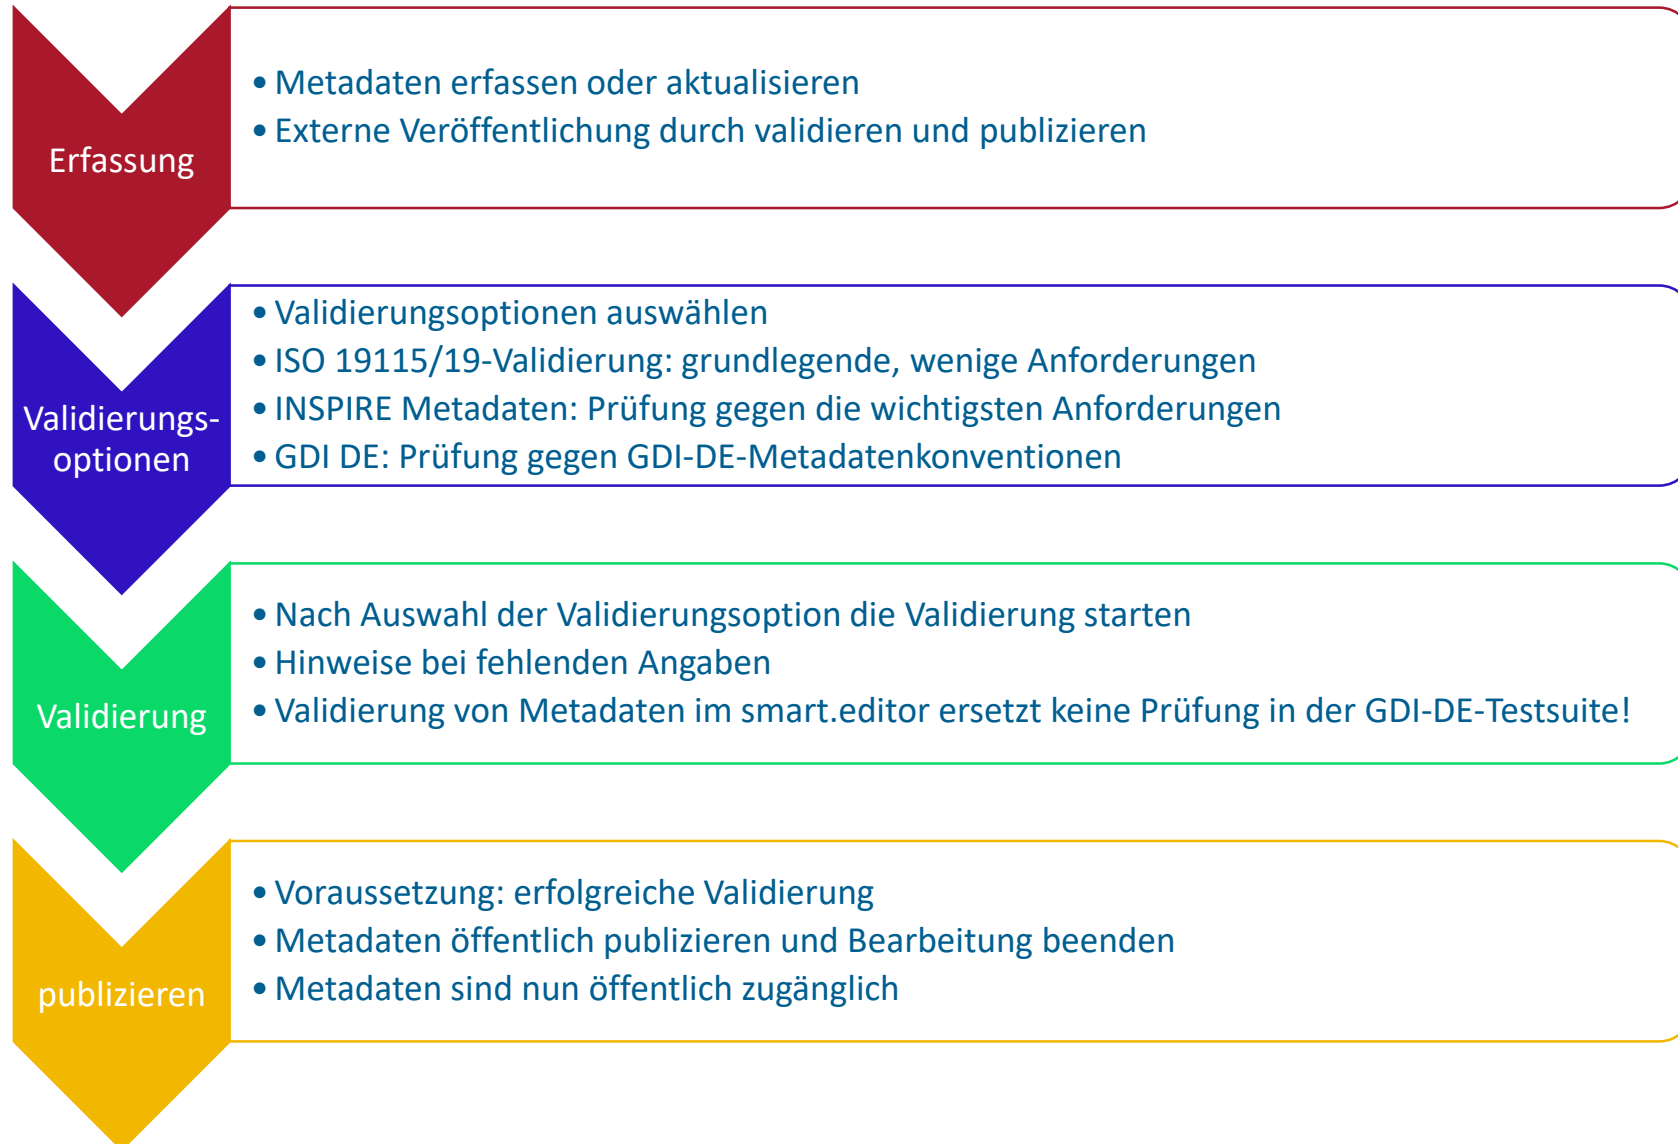 Erfassung
• Metadaten erfassen oder aktualisieren
• Externe Veröffentlichung durch validieren und publizieren
Validierungs-
optionen
• Validierungsoptionen auswählen
• ISO 19115/19-Validierung: grundlegende, wenige Anforderungen
• INSPIRE Metadaten: Prüfung gegen die wichtigsten Anforderungen
• GDI DE: Prüfung gegen GDI-DE-Metadatenkonventionen
Validierung
• Nach Auswahl der Validierungsoption die Validierung starten
• Hinweise bei fehlenden Angaben
• Validierung von Metadaten im smart.editor ersetzt keine Prüfung in der GDI-DE-Testsuite!
publizieren
• Voraussetzung: erfolgreiche Validierung
• Metadaten öffentlich publizieren und Bearbeitung beenden
• Metadaten sind nun öffentlich zugänglich